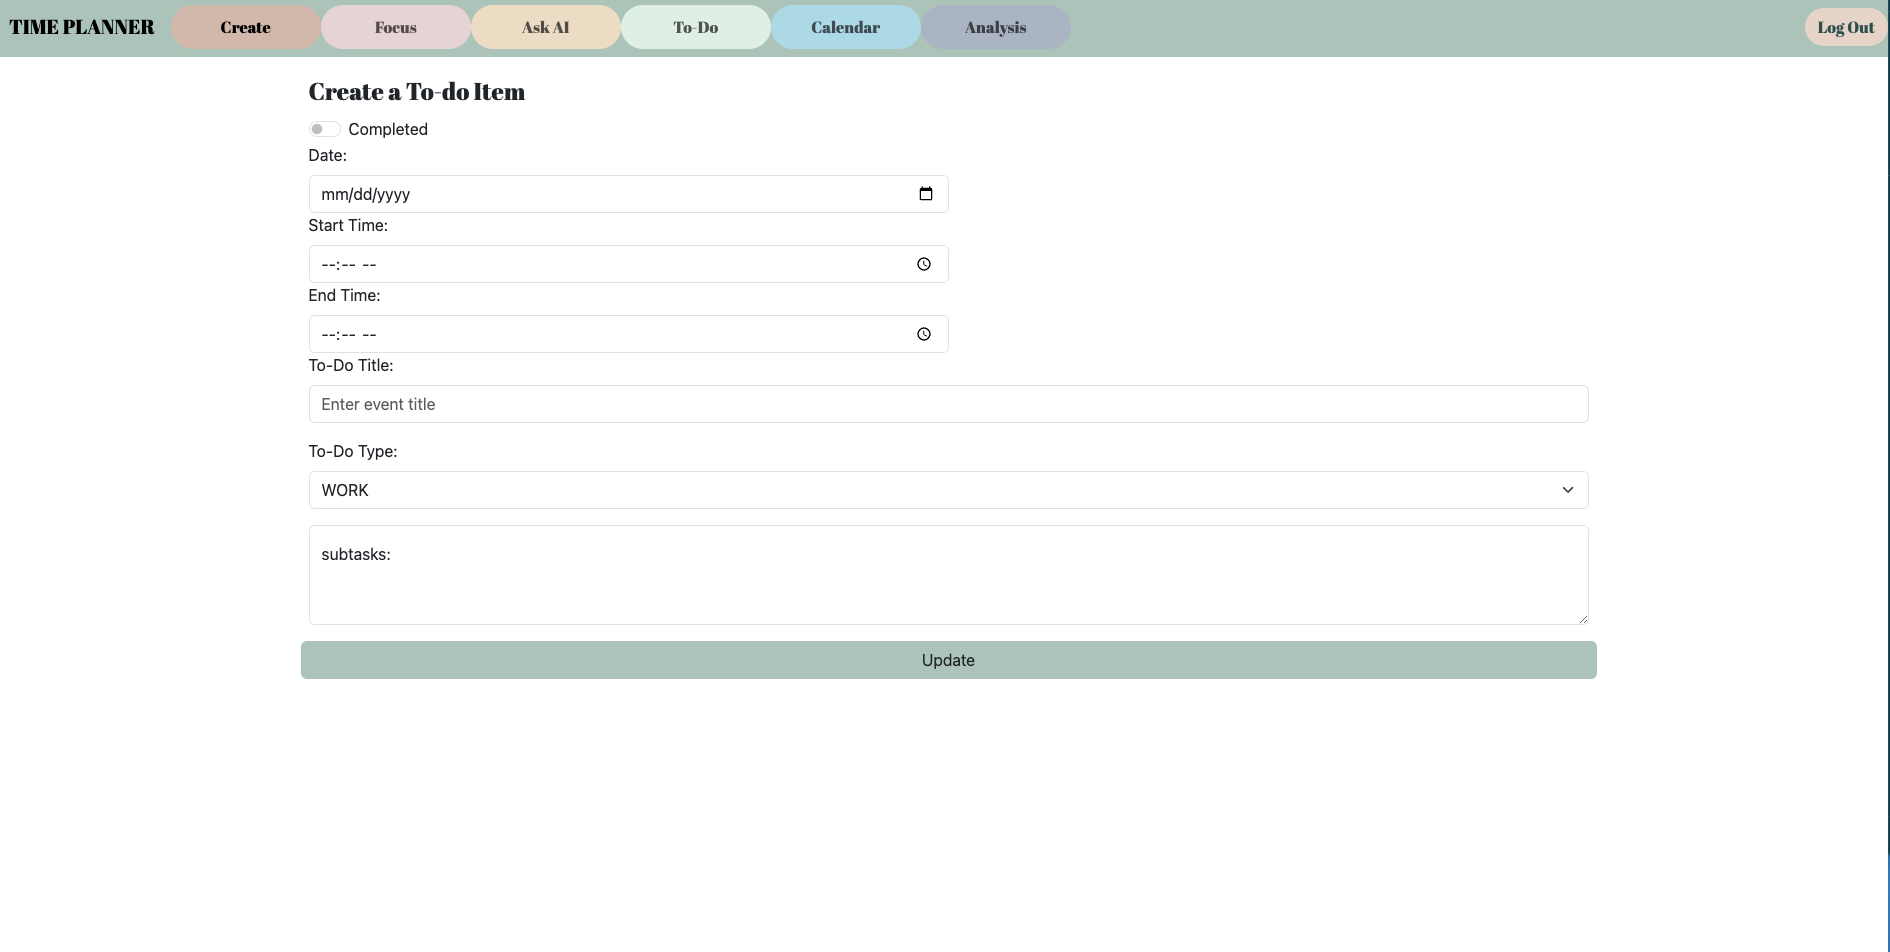 TIME PLANNER Create Focus Ask AI To-Do Calendar Analysis Log Out
Create a To-do Item
Completed
Date:
mm/dd/yyyy
Start Time:
--:-- --
End Time:
--:-- --
To-Do Title:
Enter event title
To-Do Type:
WORK
subtasks:
Update